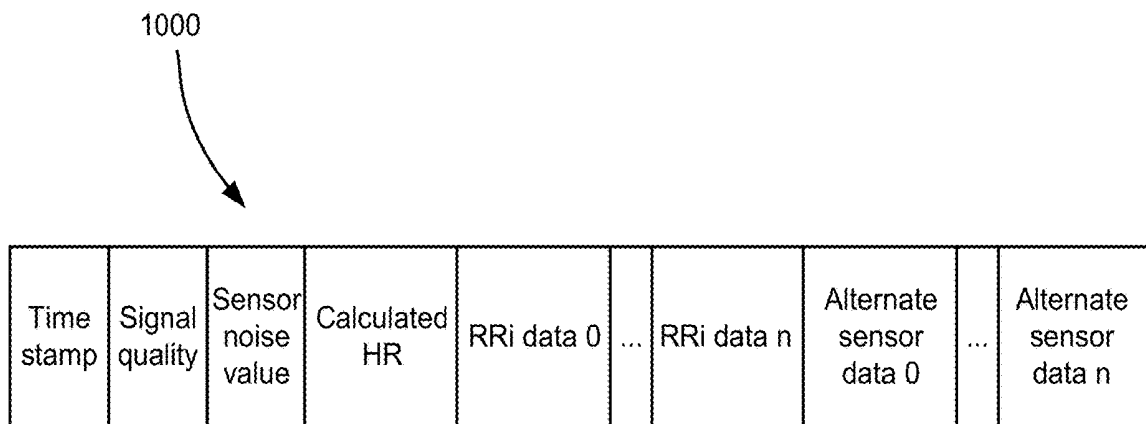 1000
Time
stamp
Signal
quality
Sensor
noise
value
Calculated
HR
RRi data 0
...
RRi data n
Alternate
sensor
data 0
...
Alternate
sensor
data n